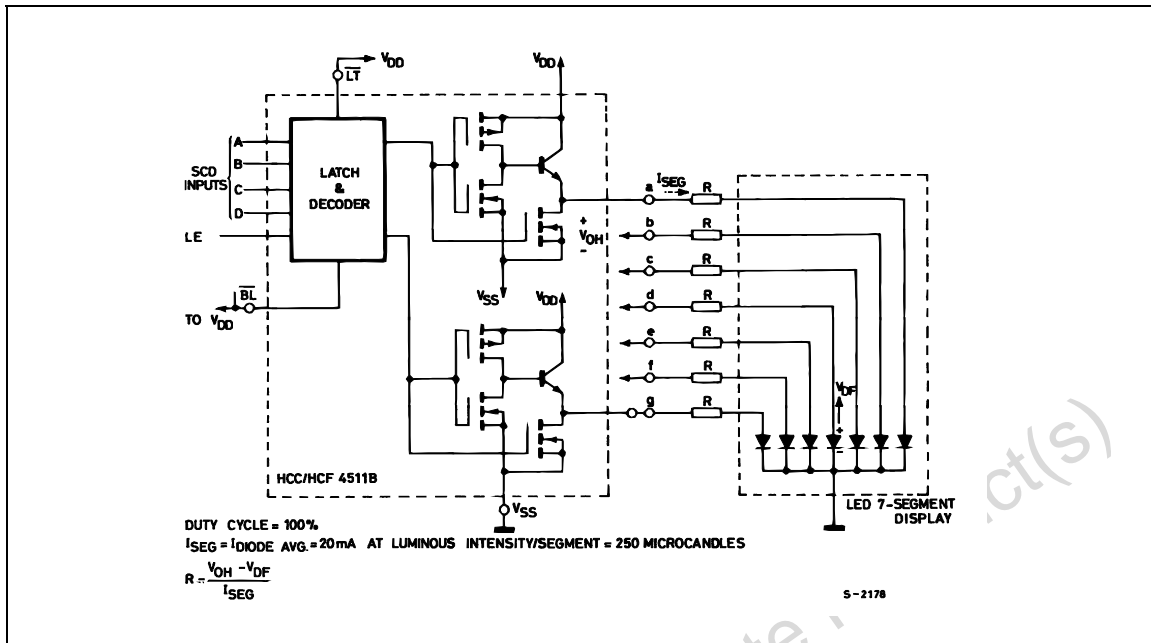 V_DD
LT
V_DD
A
B
C
D
SCD
INPUTS
LE
LATCH
&
DECODER
BL
TO V_DD
V_SS
V_DD
+
V_OH
-
a
I_SEG
R
b
R
c
R
d
R
e
R
f
R
g
R
V_DF
+
-
HCC/HCF 4511B
V_SS
LED 7-SEGMENT
DISPLAY
DUTY CYCLE = 100%
I_SEG = I_DIODE AVG. = 20mA AT LUMINOUS INTENSITY/SEGMENT = 250 MICROCANDLES
R = V_OH - V_DF
I_SEG
S-2178